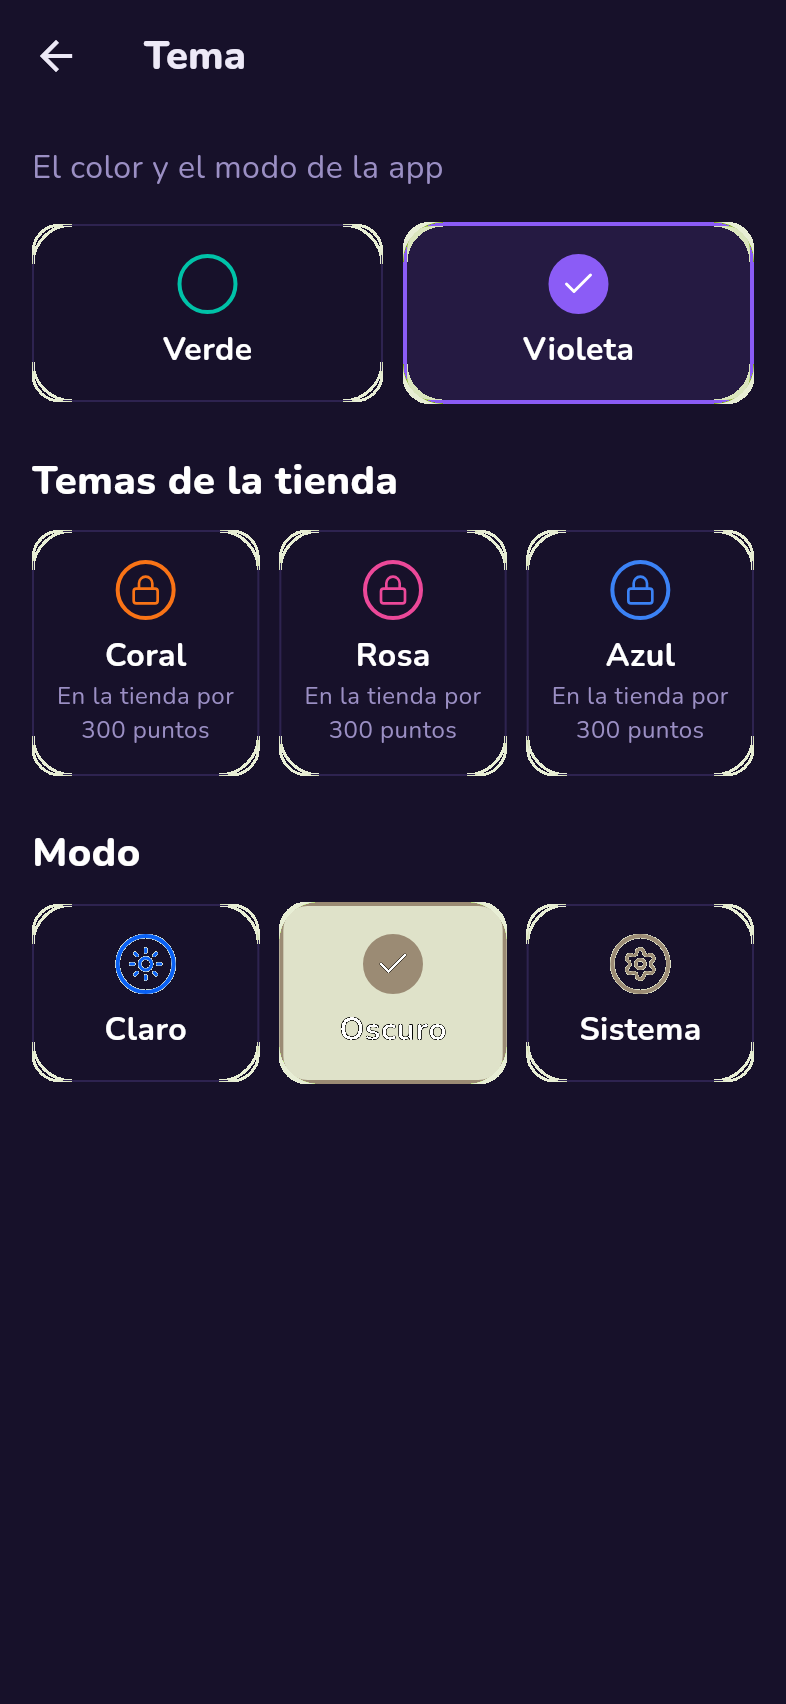 Tema
El color y el modo de la app
Verde
Violeta
Temas de la tienda
Coral
En la tienda por
300 puntos
Rosa
En la tienda por
300 puntos
Azul
En la tienda por
300 puntos
Modo
Claro
Oscuro
Sistema